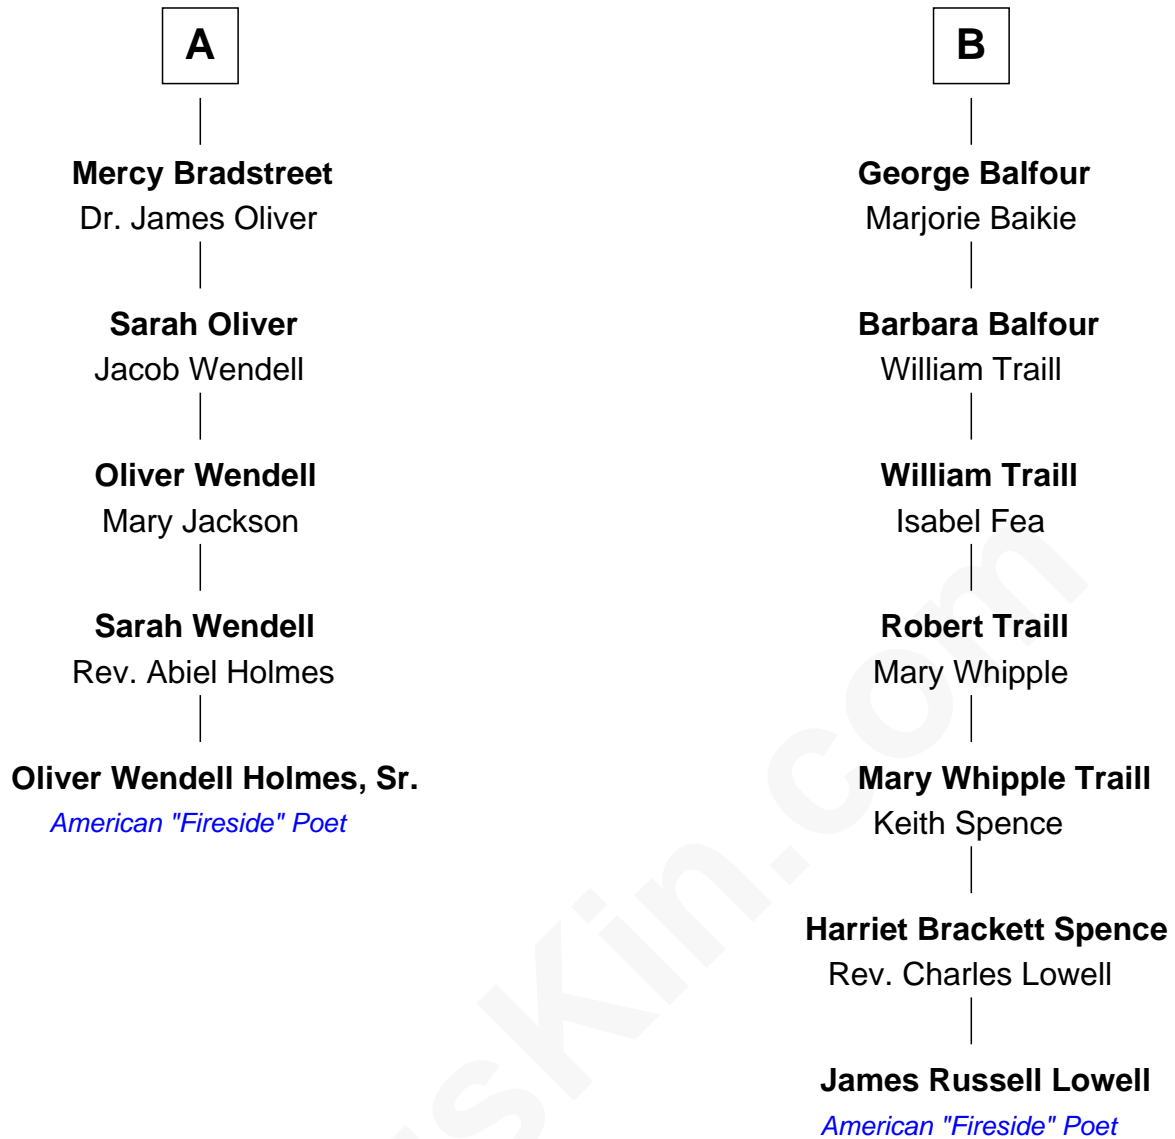 A
Mercy Bradstreet
Dr. James Oliver
Sarah Oliver
Jacob Wendell
Oliver Wendell
Mary Jackson
Sarah Wendell
Rev. Abiel Holmes
Oliver Wendell Holmes, Sr.
American "Fireside" Poet
B
George Balfour
Marjorie Baikie
Barbara Balfour
William Traill
William Traill
Isabel Fea
Robert Traill
Mary Whipple
Mary Whipple Traill
Keith Spence
Harriet Brackett Spence
Rev. Charles Lowell
James Russell Lowell
American "Fireside" Poet
sKin.com